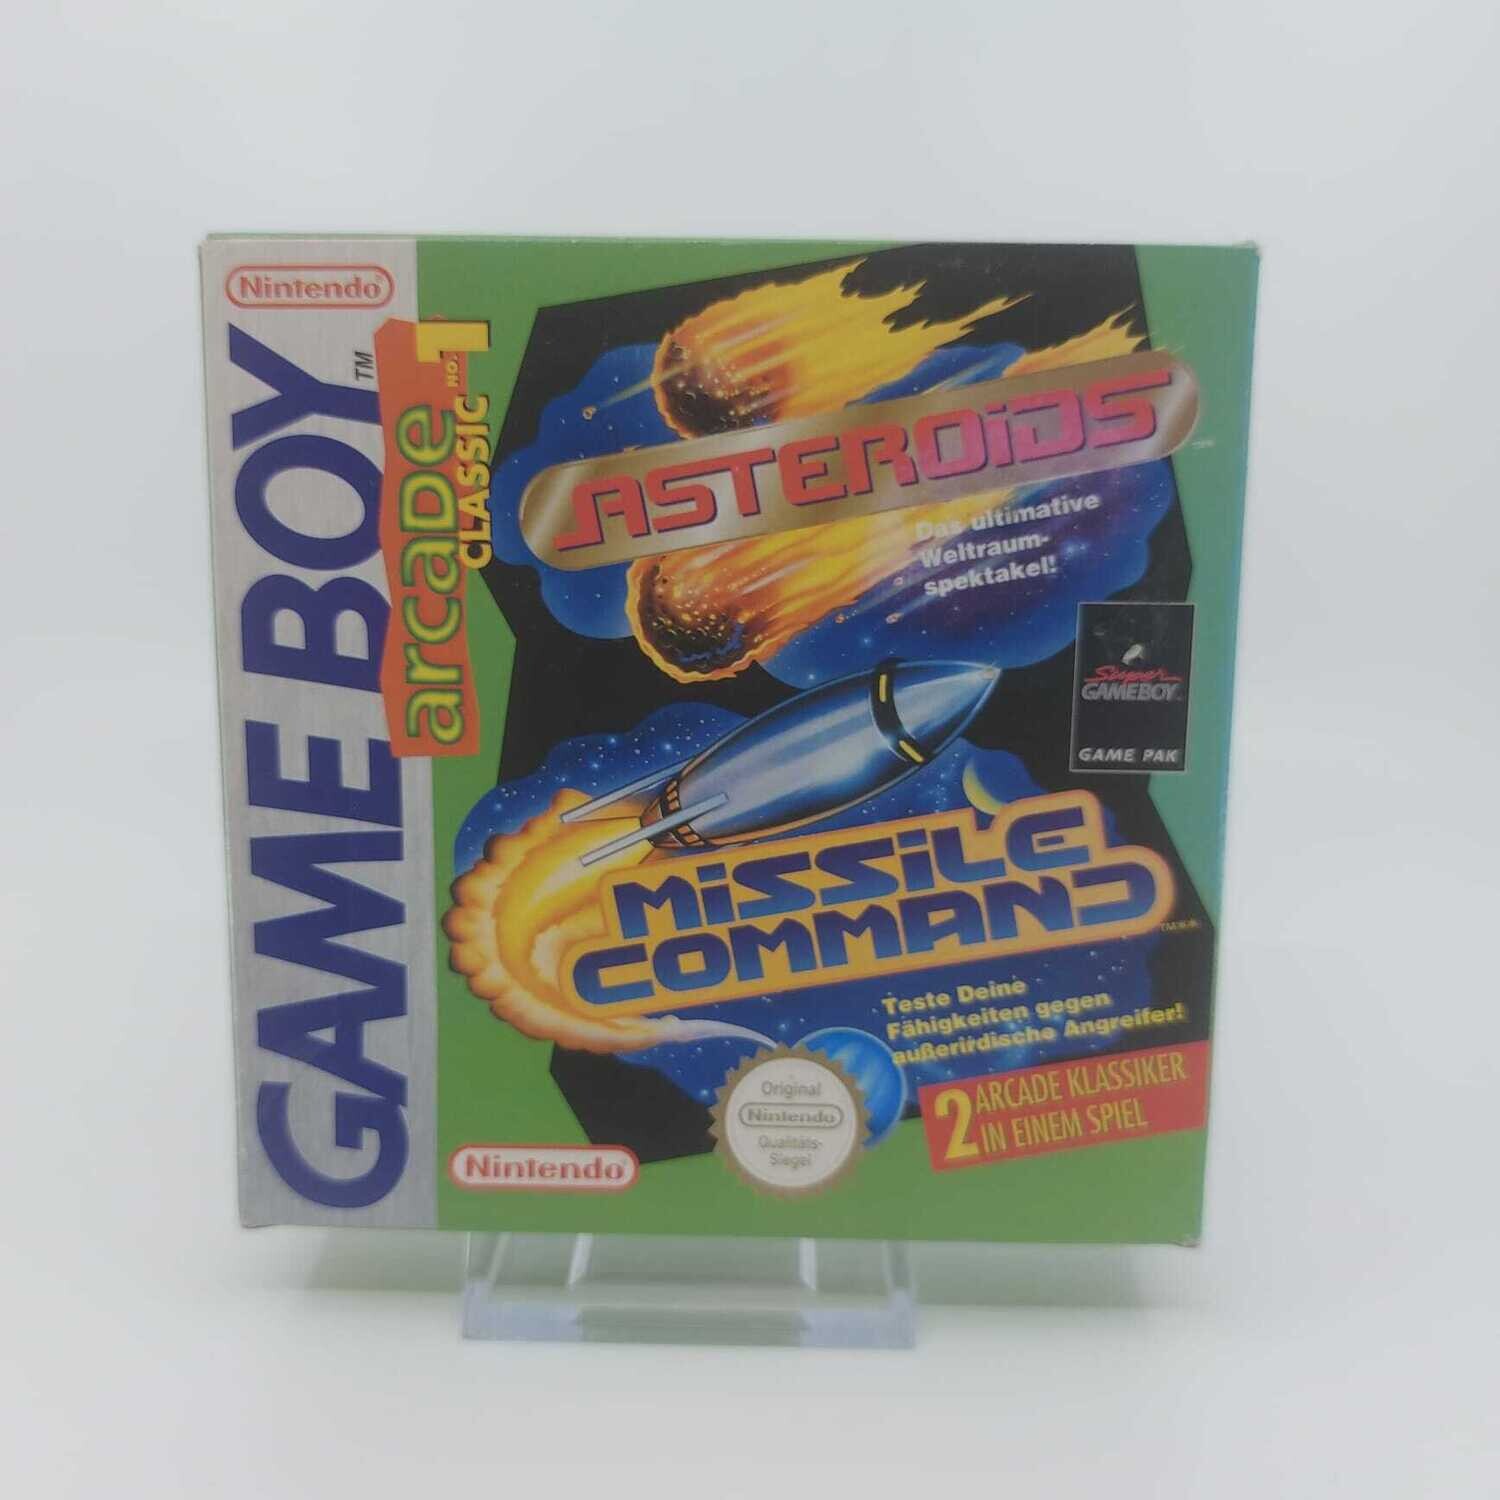 Nintendo®
GAME BOY™
arcade
CLASSIC NO. 1
ASTEROiDS
Das ultimative
Weltraum-
spektakel!
Super
GAMEBOY
GAME PAK
MiSSiLE
COMMAND
Teste Deine
Fähigkeiten gegen
außerirdische Angreifer!
2 ARCADE KLASSIKER
IN EINEM SPIEL
Original
Nintendo
Qualitäts-
Siegel
Nintendo®